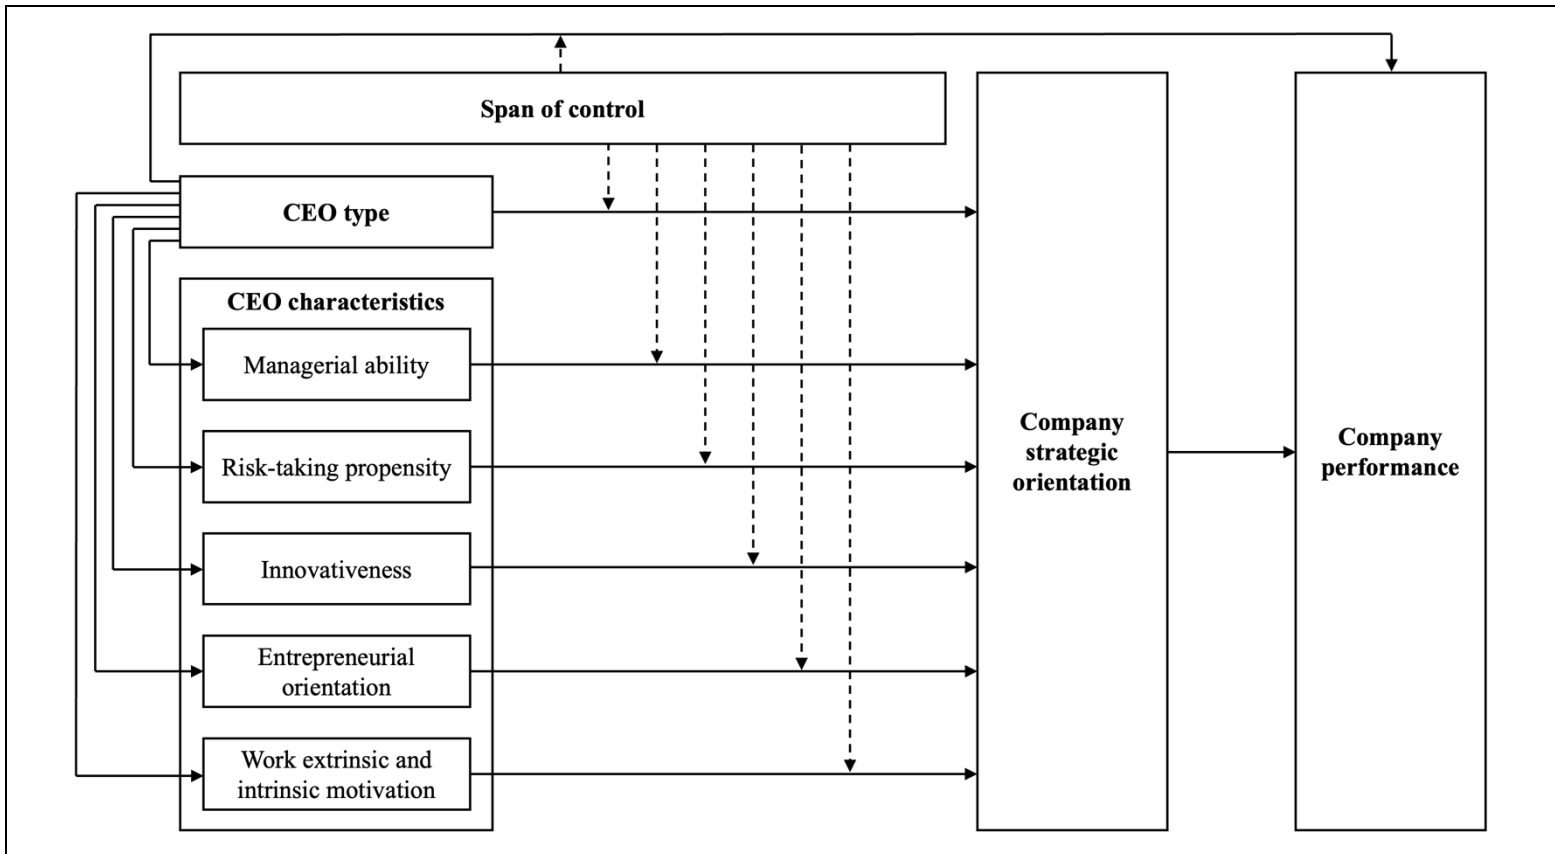 Span of control
CEO type
CEO characteristics
Managerial ability
Risk-taking propensity
Innovativeness
Entrepreneurial
orientation
Work extrinsic and
intrinsic motivation
Company
strategic
orientation
Company
performance